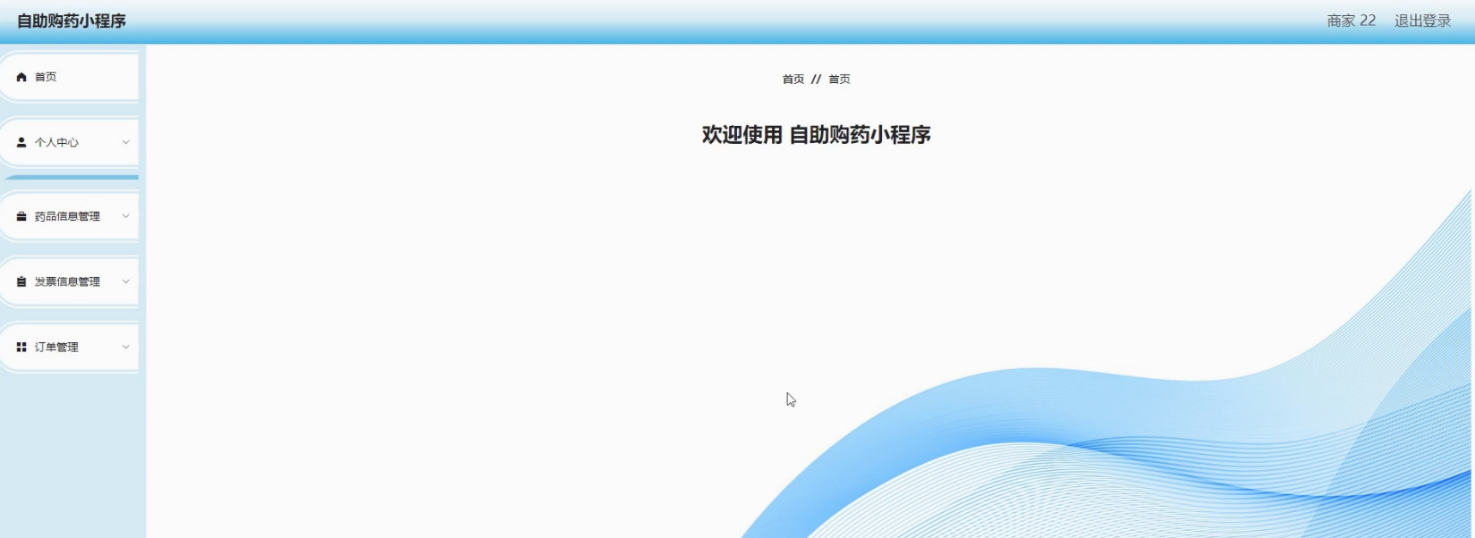 自助购药小程序
商家 22 退出登录
首页
个人中心
药品信息管理
发票信息管理
订单管理
首页 // 首页
欢迎使用 自助购药小程序